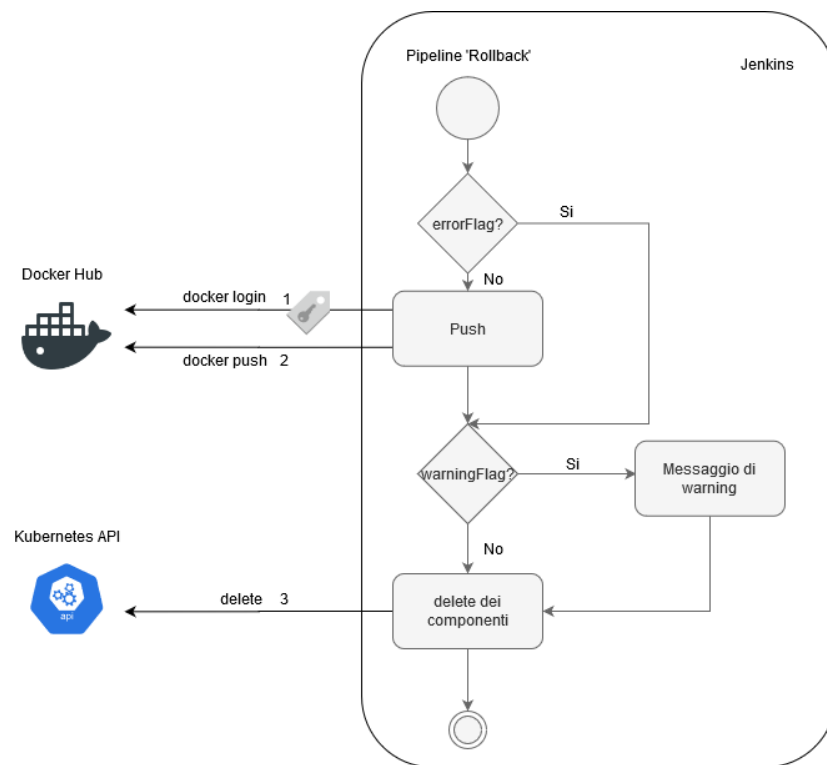 Pipeline 'Rollback'
Jenkins
errorFlag?
Si
No
Docker Hub
docker login 1
Push
docker push 2
warningFlag?
Si
Messaggio di
warning
No
Kubernetes API
api
delete 3
delete dei
componenti